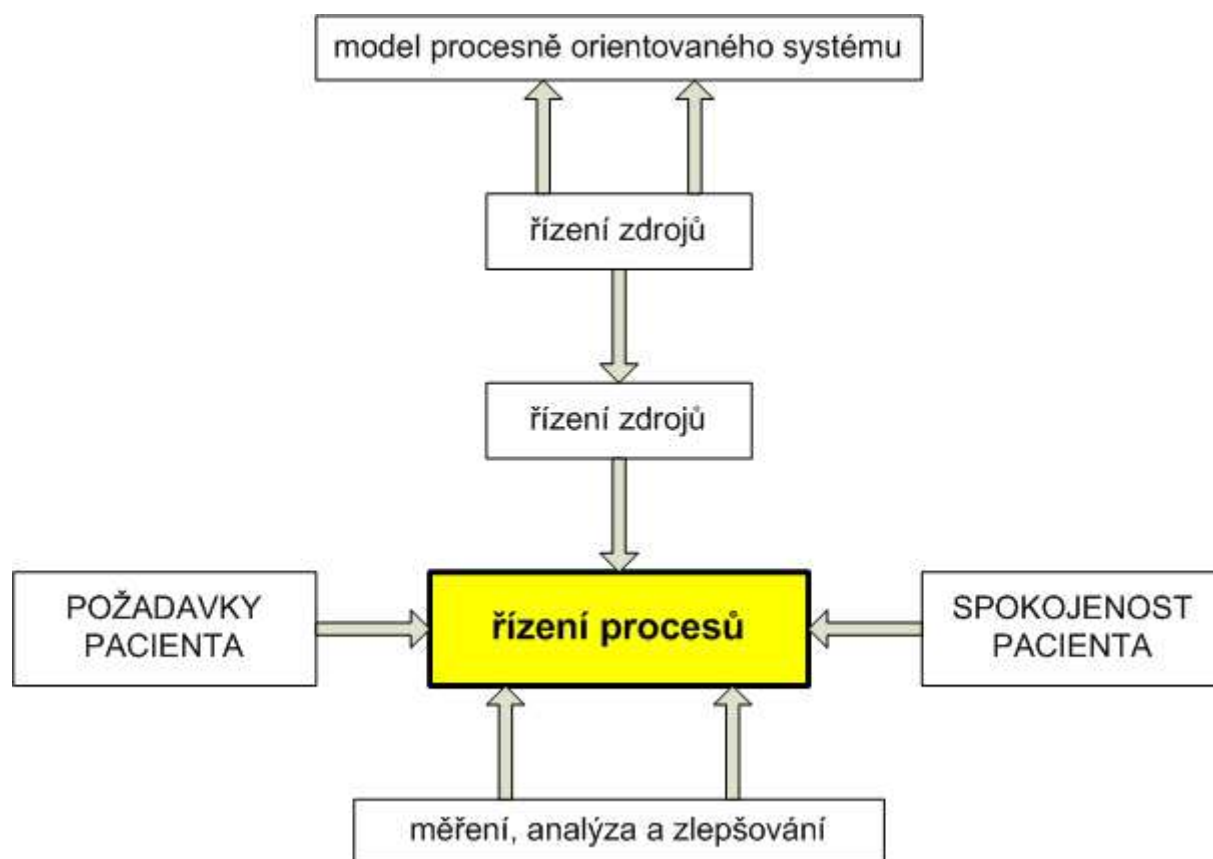 model procesně orientovaného systému
řízení zdrojů
řízení zdrojů
POŽADAVKY
PACIENTA
řízení procesů
SPOKOJENOST
PACIENTA
měření, analýza a zlepšování